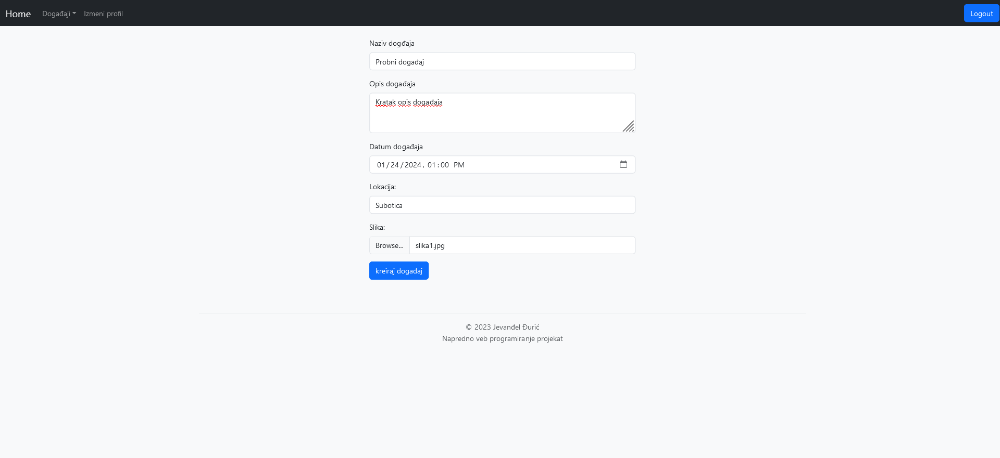 Home Događaji Izmeni profil Logout
Naziv dogđaja
Probni događaj
Opis događaja
Kratak opis događaja
Datum događaja
01/24/2024, 01:00 PM
Lokacija:
Subotica
Slika:
Browse... slika1.jpg
kreiraj događaj
© 2023 Jevanđel Đurić
Napredno veb programiranje projekat